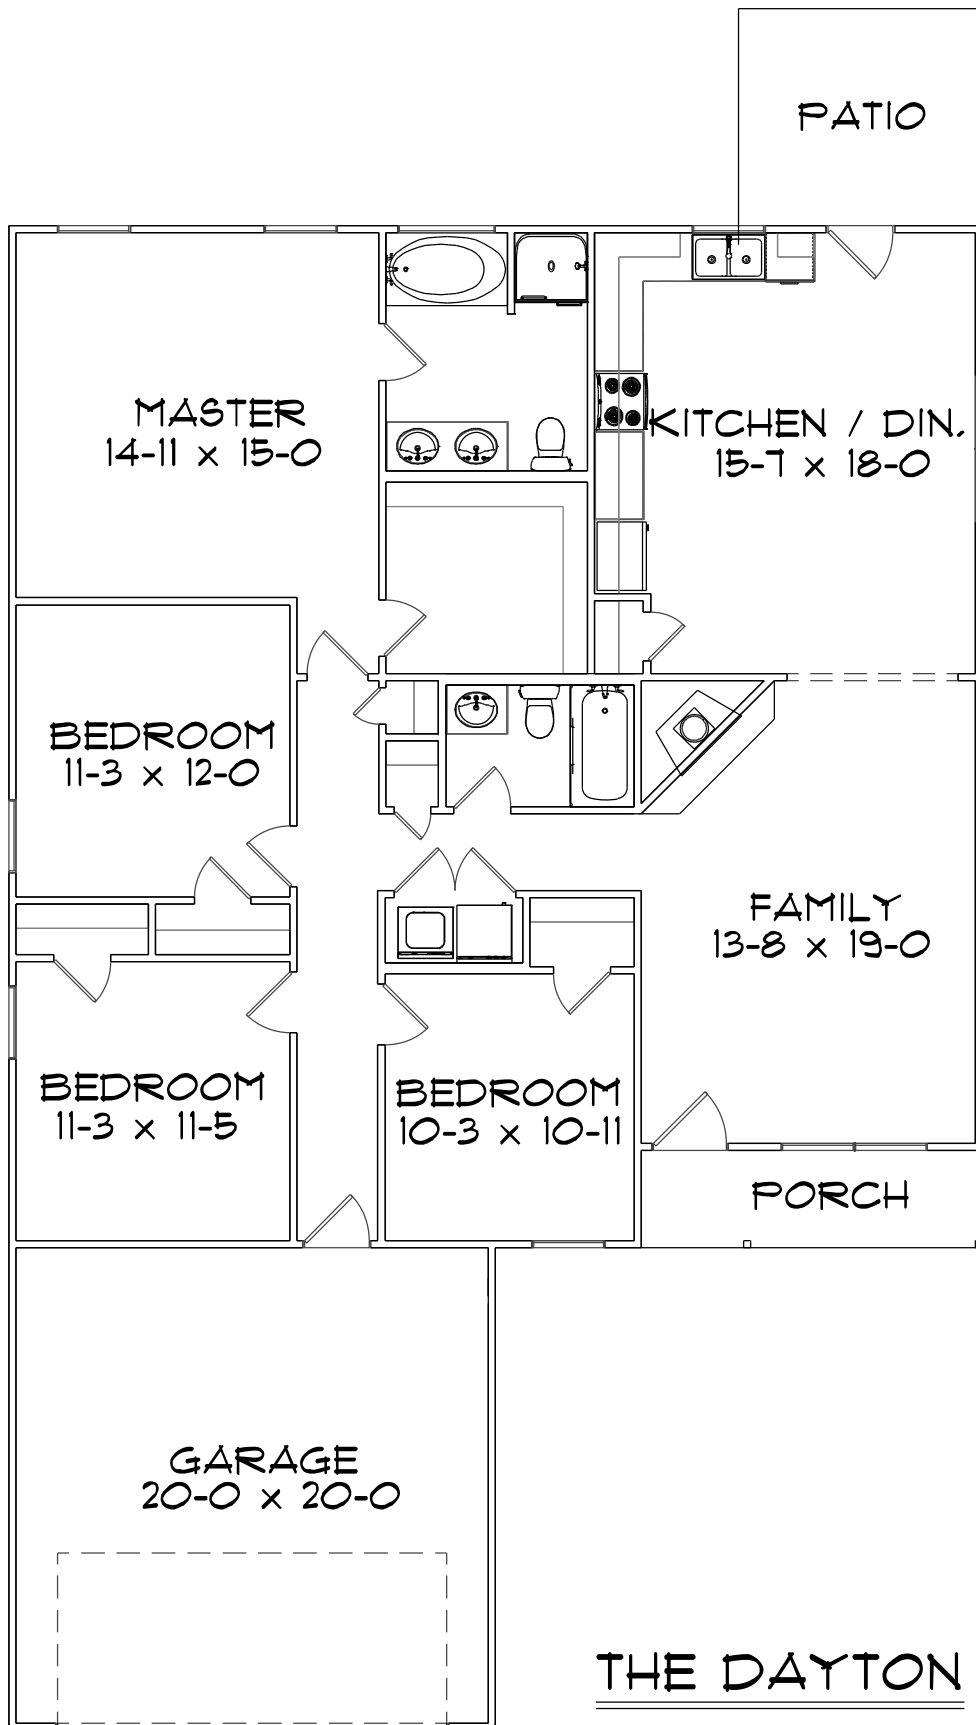 PATIO
MASTER
14-11 x 15-0
KITCHEN / DIN.
15-7 x 18-0
BEDROOM
11-3 x 12-0
FAMILY
13-8 x 19-0
BEDROOM
11-3 x 11-5
BEDROOM
10-3 x 10-11
PORCH
GARAGE
20-0 x 20-0
THE DAYTON